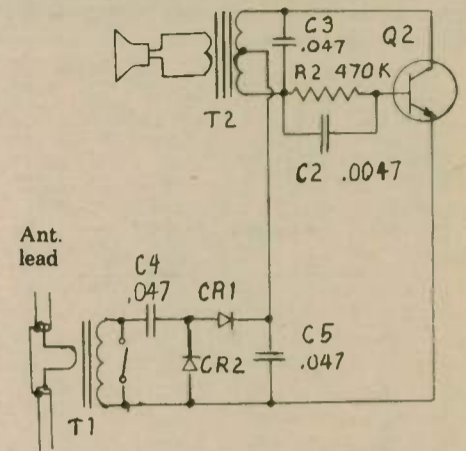 C3
.047
Q2
R2 470K
T2
C2 .0047
Ant.
lead
C4
.047
CR1
C5
.047
CR2
T1